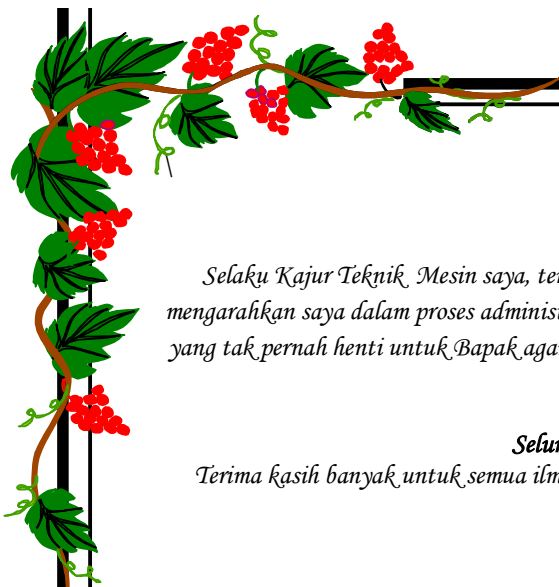 Selaku Kajur Teknik Mesin saya,
mengarahkan saya dalam proses
yang tak pernah henti untuk Bapak
Terima kasih banyak untuk semua